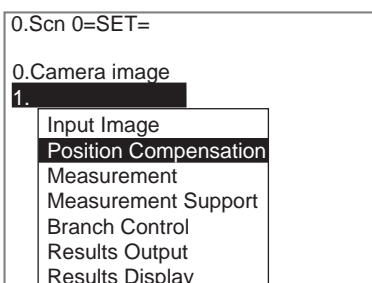 0.Scn 0=SET=
0.Camera image
1.
Input Image
Position Compensation
Measurement
Measurement Support
Branch Control
Results Output
Results Display